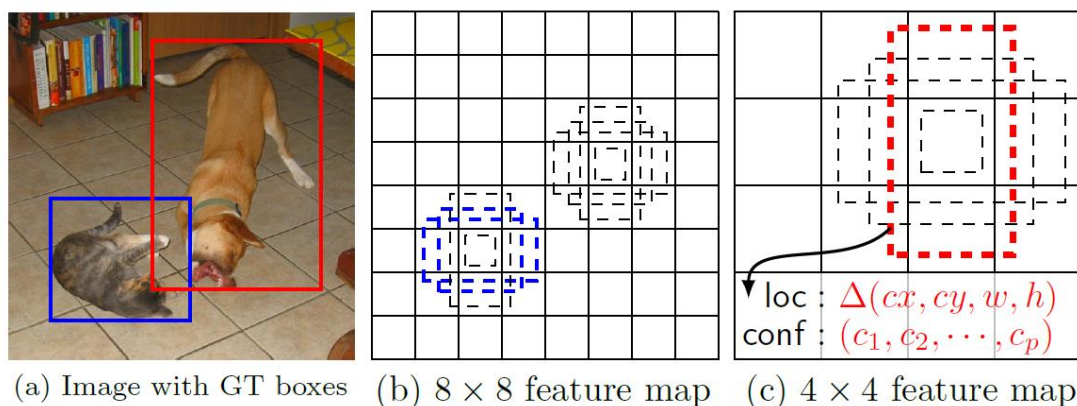 loc : Δ(cx, cy, w, h)
conf : (c₁, c₂, ⋯, cₚ)
(a) Image with GT boxes
(b) 8 × 8 feature map
(c) 4 × 4 feature map